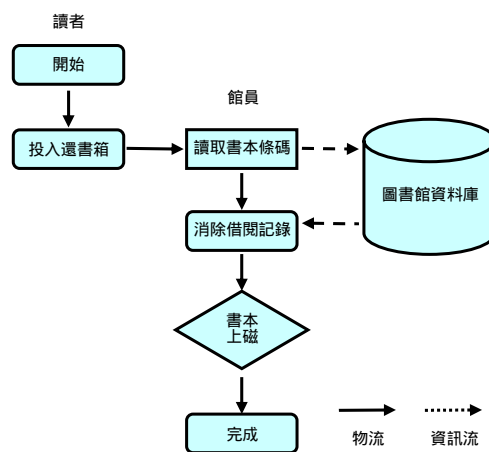 讀者
開始
館員
投入還書箱
讀取書本條碼
圖書館資料庫
消除借閱記錄
書本
上磁
完成
物流
資訊流